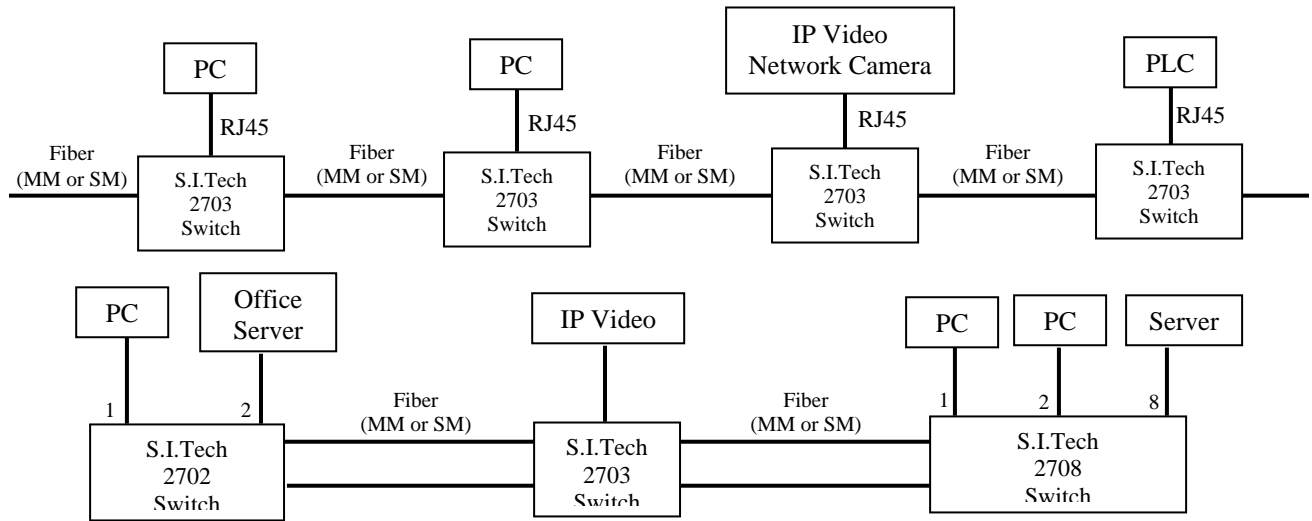 PC
PC
IP Video
Network Camera
PLC
RJ45
RJ45
RJ45
RJ45
Fiber
(MM or SM)
S.I.Tech
2703
Switch
Fiber
(MM or SM)
S.I.Tech
2703
Switch
Fiber
(MM or SM)
S.I.Tech
2703
Switch
Fiber
(MM or SM)
S.I.Tech
2703
Switch
PC
Office
Server
IP Video
PC
PC
Server
1
2
Fiber
(MM or SM)
Fiber
(MM or SM)
1
2
8
S.I.Tech
2702
Switch
S.I.Tech
2703
Switch
S.I.Tech
2708
Switch